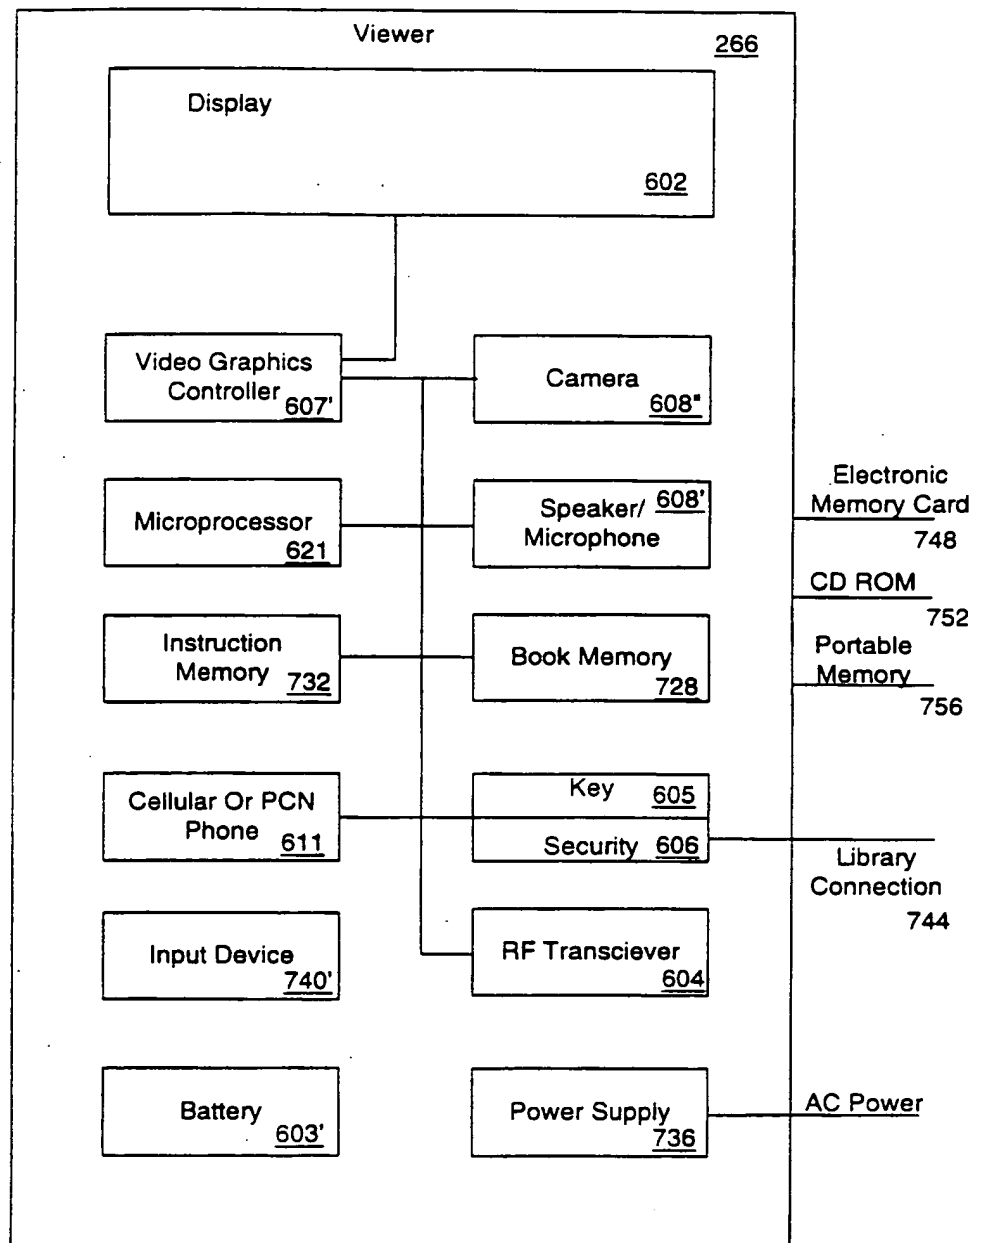 Viewer
266
Display
602
Video Graphics
Controller
607'
Camera
608"
Microprocessor
621
Speaker/
Microphone
608'
Electronic
Memory Card
748
CD ROM
752
Instruction
Memory
732
Book Memory
728
Portable
Memory
756
Cellular Or PCN
Phone
611
Key
605
Security
606
Library
Connection
744
Input Device
740'
RF Transciever
604
Battery
603'
Power Supply
736
AC Power